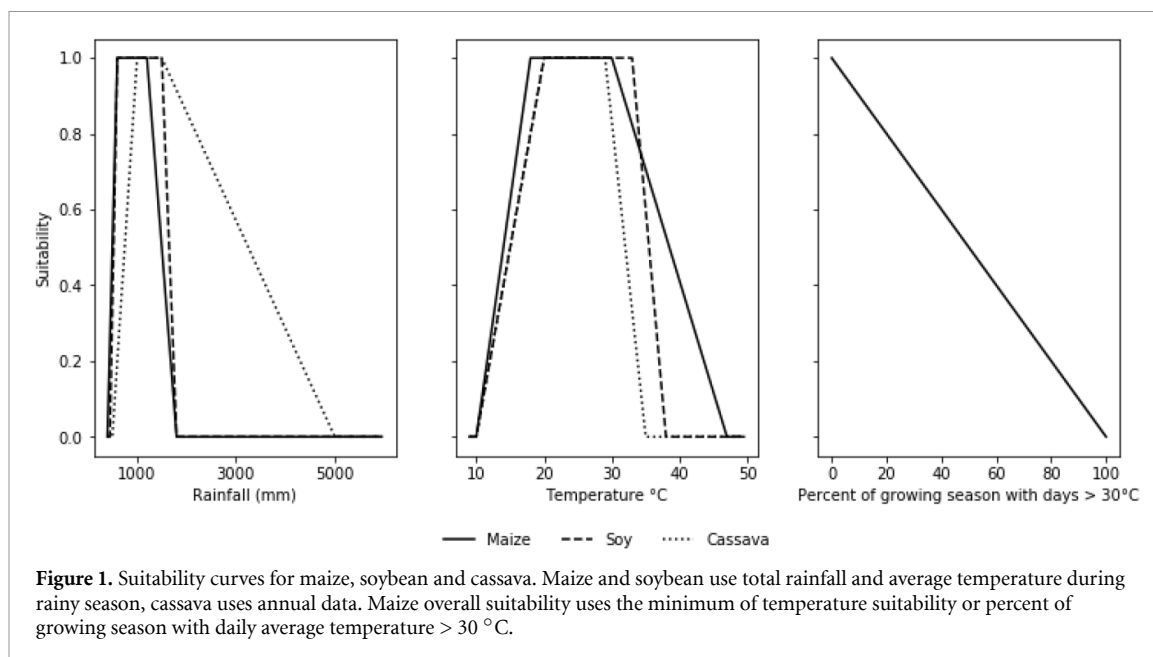 1.0
0.8
0.6
0.4
0.2
0.0
Suitability
1000 3000 5000
Rainfall (mm)
10 20 30 40 50
Temperature °C
0 20 40 60 80 100
Percent of growing season with days > 30°C
Maize Soy Cassava
Figure 1. Suitability curves for maize, soybean and cassava. Maize and soybean use total rainfall and average temperature during
rainy season, cassava uses annual data. Maize overall suitability uses the minimum of temperature suitability or percent of
growing season with daily average temperature > 30 °C.